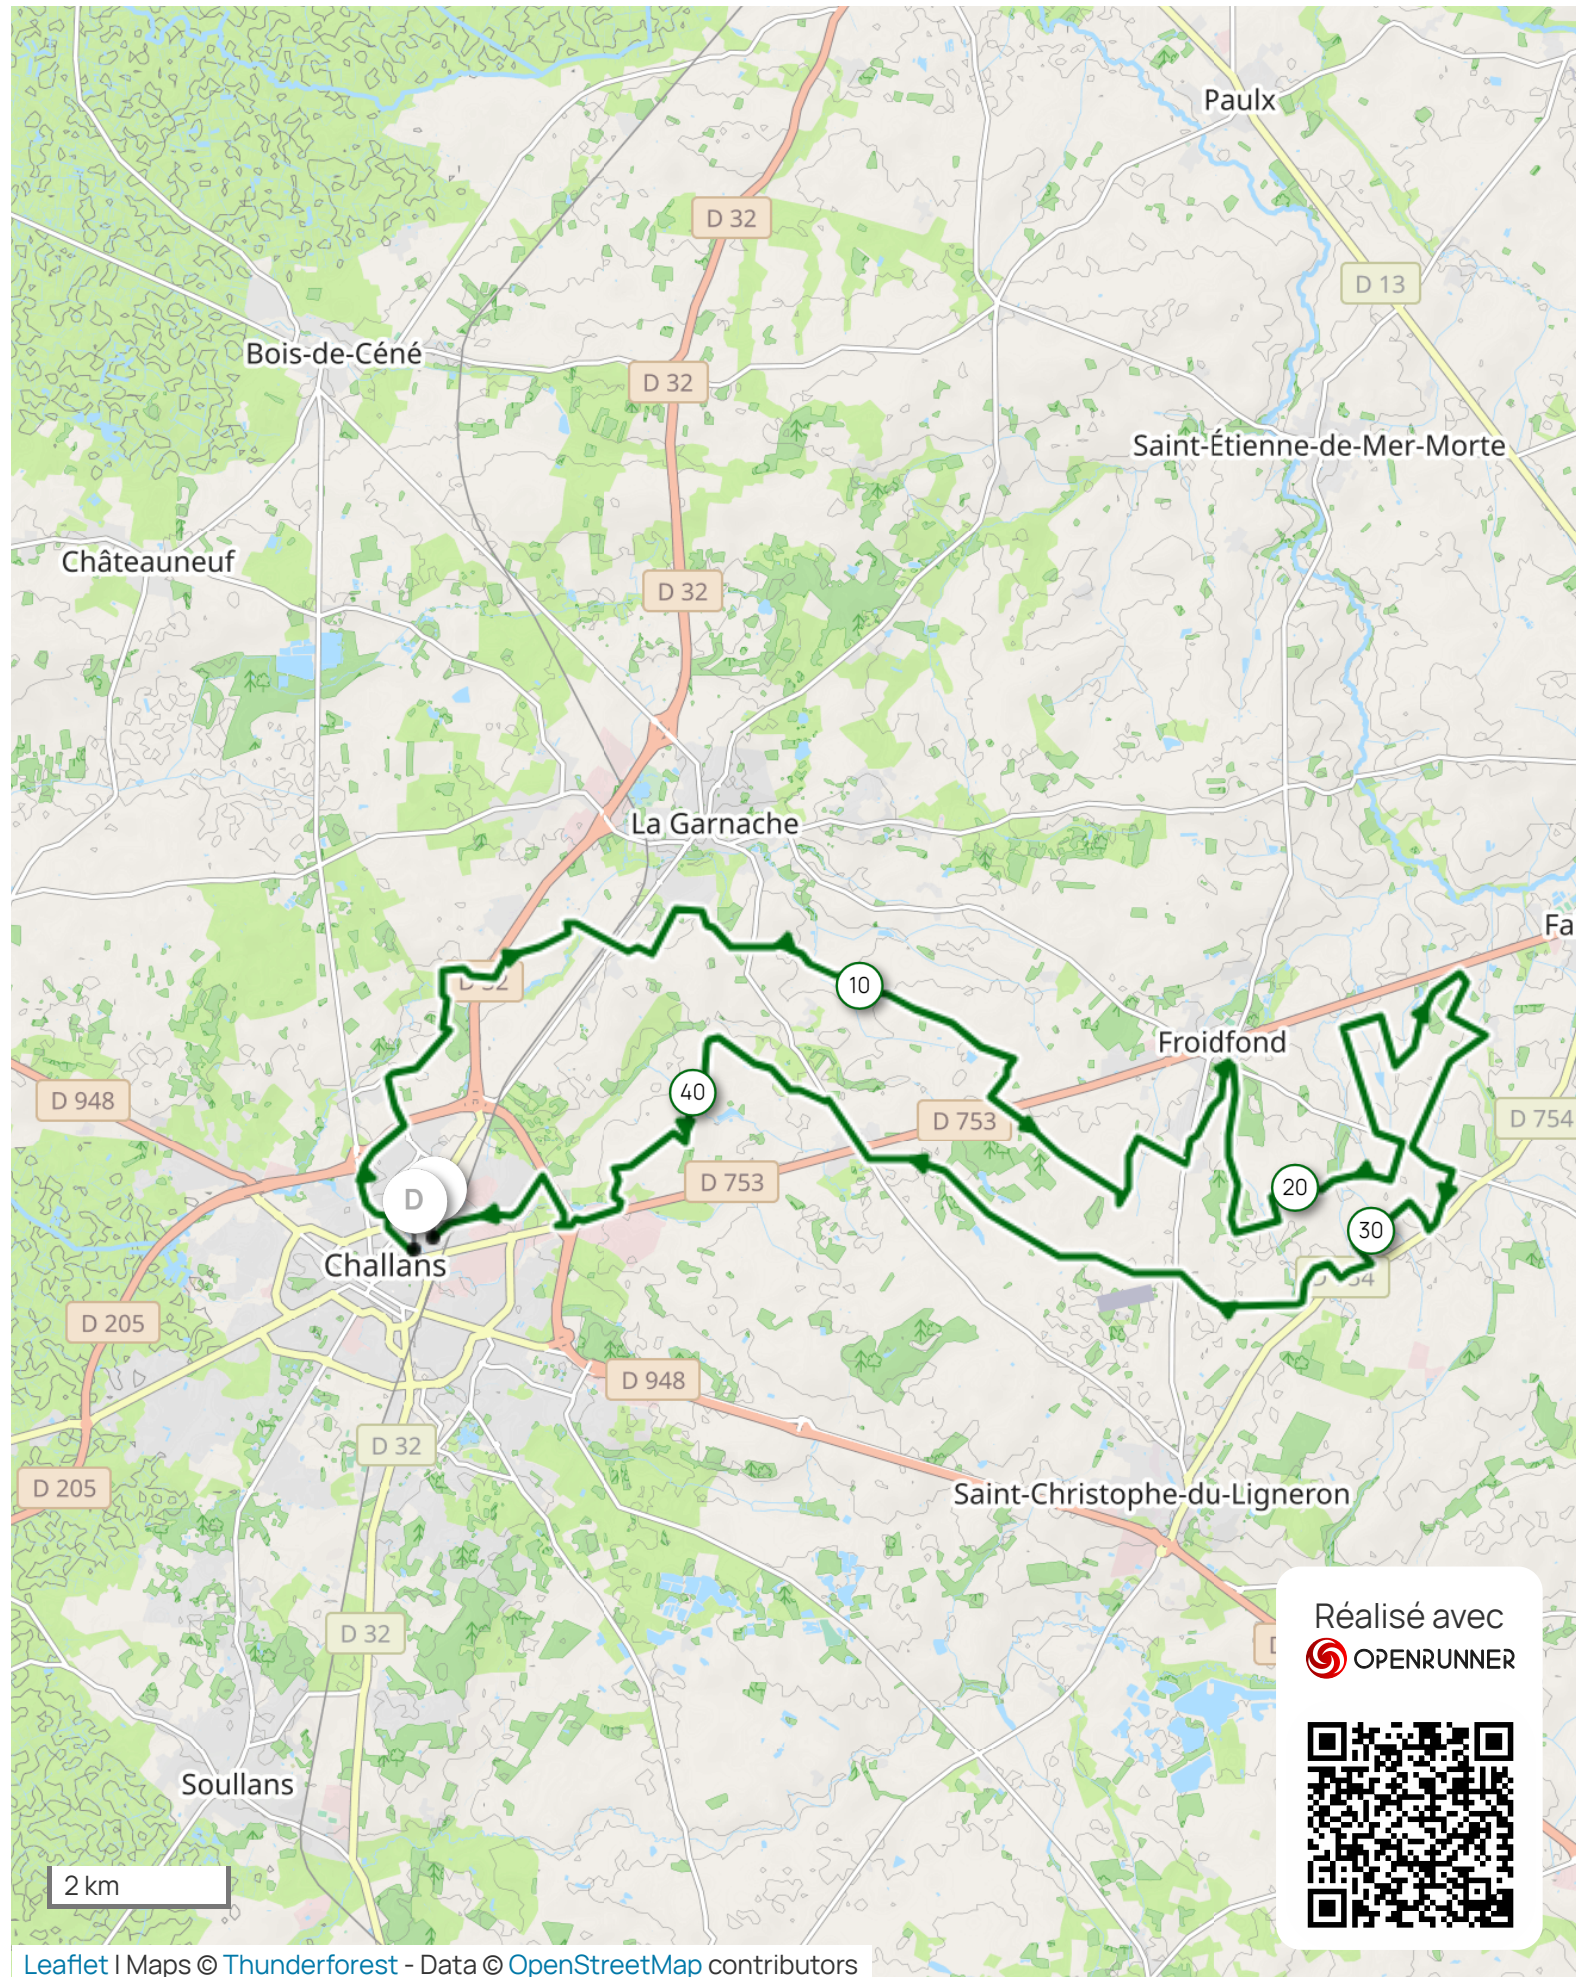 Paulx
D 32
D 13
Bois-de-Céné
D 32
Saint-Étienne-de-Mer-Morte
Châteauneuf
D 32
La Garnache
Fa
D 32
10
Froidfond
D 948
40
D 753
D 754
D 753
20
D
30
Challans
D 205
D 948
D 32
D 205
Saint-Christophe-du-Ligneron
Réalisé avec
D 32
D
OPENRUNNER
Soullans
2 km
Leaflet | Maps © Thunderforest - Data © OpenStreetMap contributors